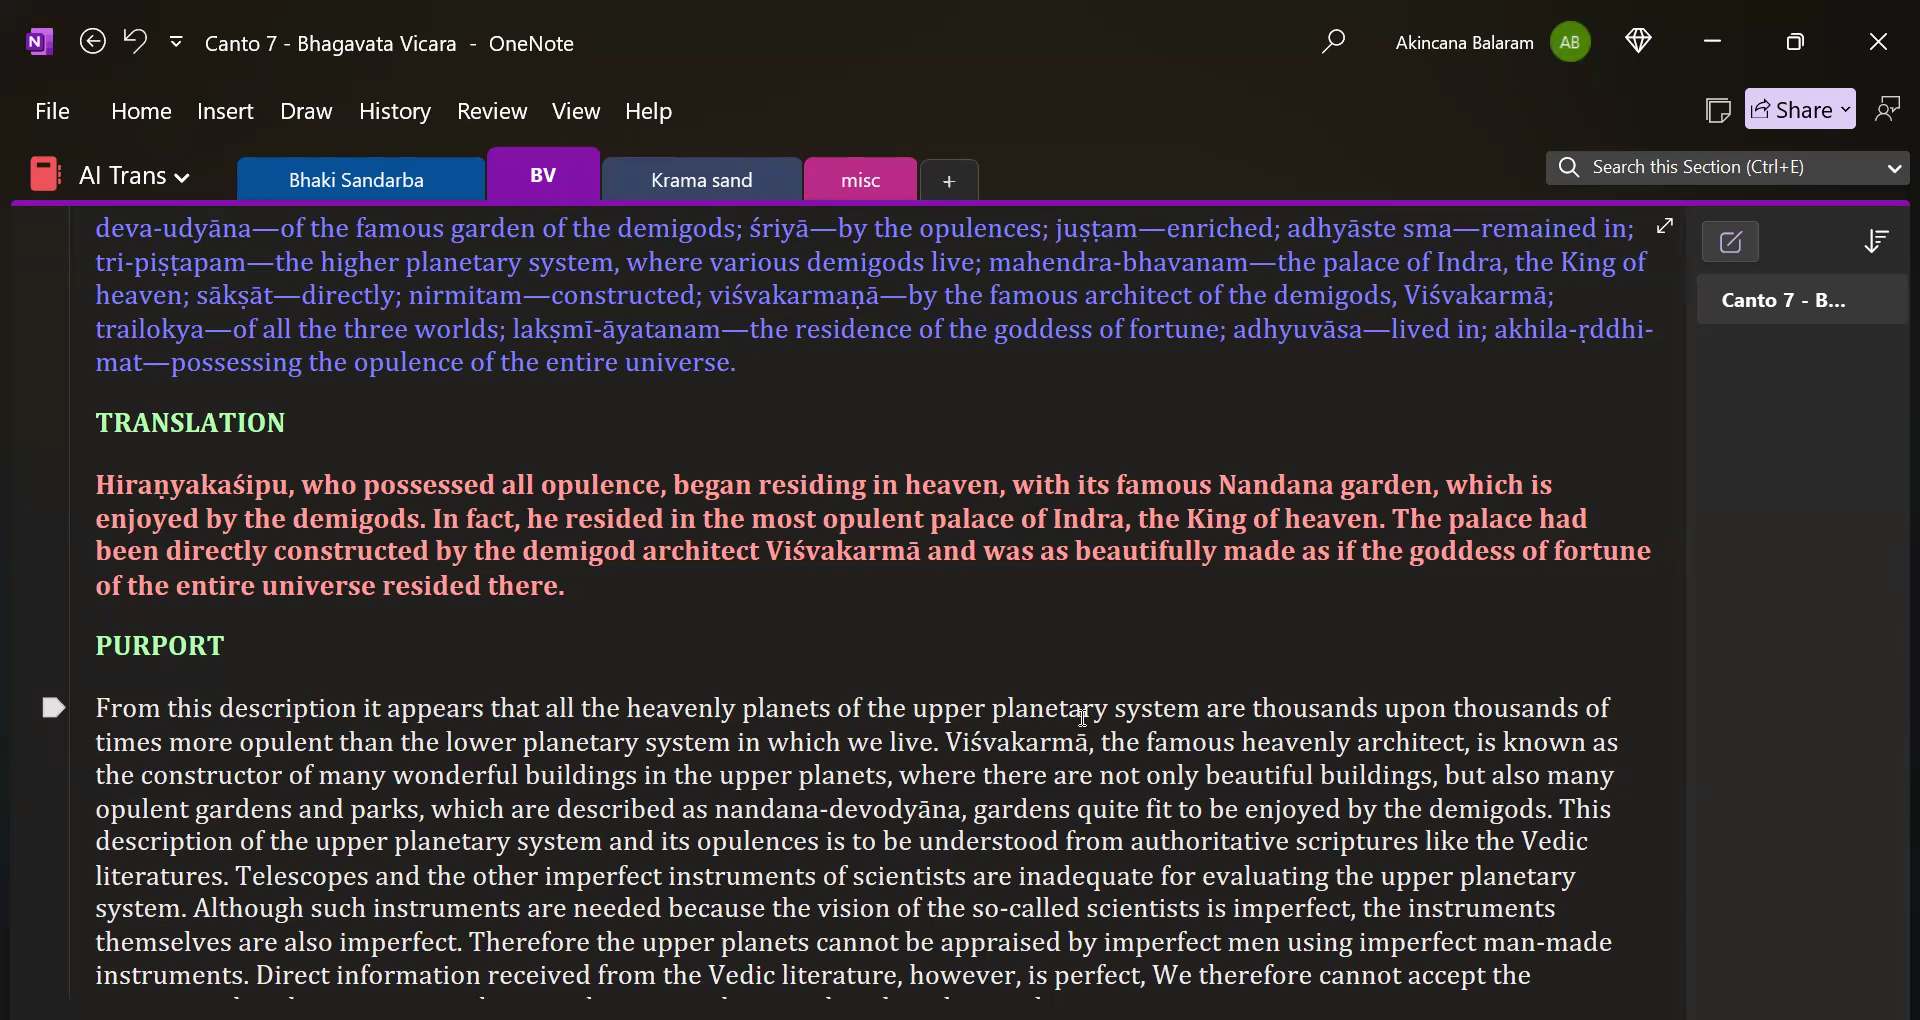 Canto 7 - Bhagavata Vicara - OneNote
Akincana Balaram
AB
File Home Insert Draw History Review View Help
Share
AI Trans
Bhaki Sandarba
BV
Krama sand
misc
+
Search this Section (Ctrl+E)
Canto 7 - B...
deva-udyāna—of the famous garden of the demigods; śriyā—by the opulences; juṣṭam—enriched; adhyāste sma—remained in;
tri-piṣṭapam—the higher planetary system, where various demigods live; mahendra-bhavanam—the palace of Indra, the King of
heaven; sākṣāt—directly; nirmitam—constructed; viśvakarmaṇā—by the famous architect of the demigods, Viśvakarmā;
trailokya—of all the three worlds; lakṣmī-āyatanam—the residence of the goddess of fortune; adhyuvāsa—lived in; akhila-ṛddhi-
mat—possessing the opulence of the entire universe.
TRANSLATION
Hiraṇyakaśipu, who possessed all opulence, began residing in heaven, with its famous Nandana garden, which is
enjoyed by the demigods. In fact, he resided in the most opulent palace of Indra, the King of heaven. The palace had
been directly constructed by the demigod architect Viśvakarmā and was as beautifully made as if the goddess of fortune
of the entire universe resided there.
PURPORT
From this description it appears that all the heavenly planets of the upper planetary system are thousands upon thousands of
times more opulent than the lower planetary system in which we live. Viśvakarmā, the famous heavenly architect, is known as
the constructor of many wonderful buildings in the upper planets, where there are not only beautiful buildings, but also many
opulent gardens and parks, which are described as nandana-devodyāna, gardens quite fit to be enjoyed by the demigods. This
description of the upper planetary system and its opulences is to be understood from authoritative scriptures like the Vedic
literatures. Telescopes and the other imperfect instruments of scientists are inadequate for evaluating the upper planetary
system. Although such instruments are needed because the vision of the so-called scientists is imperfect, the instruments
themselves are also imperfect. Therefore the upper planets cannot be appraised by imperfect men using imperfect man-made
instruments. Direct information received from the Vedic literature, however, is perfect, We therefore cannot accept the